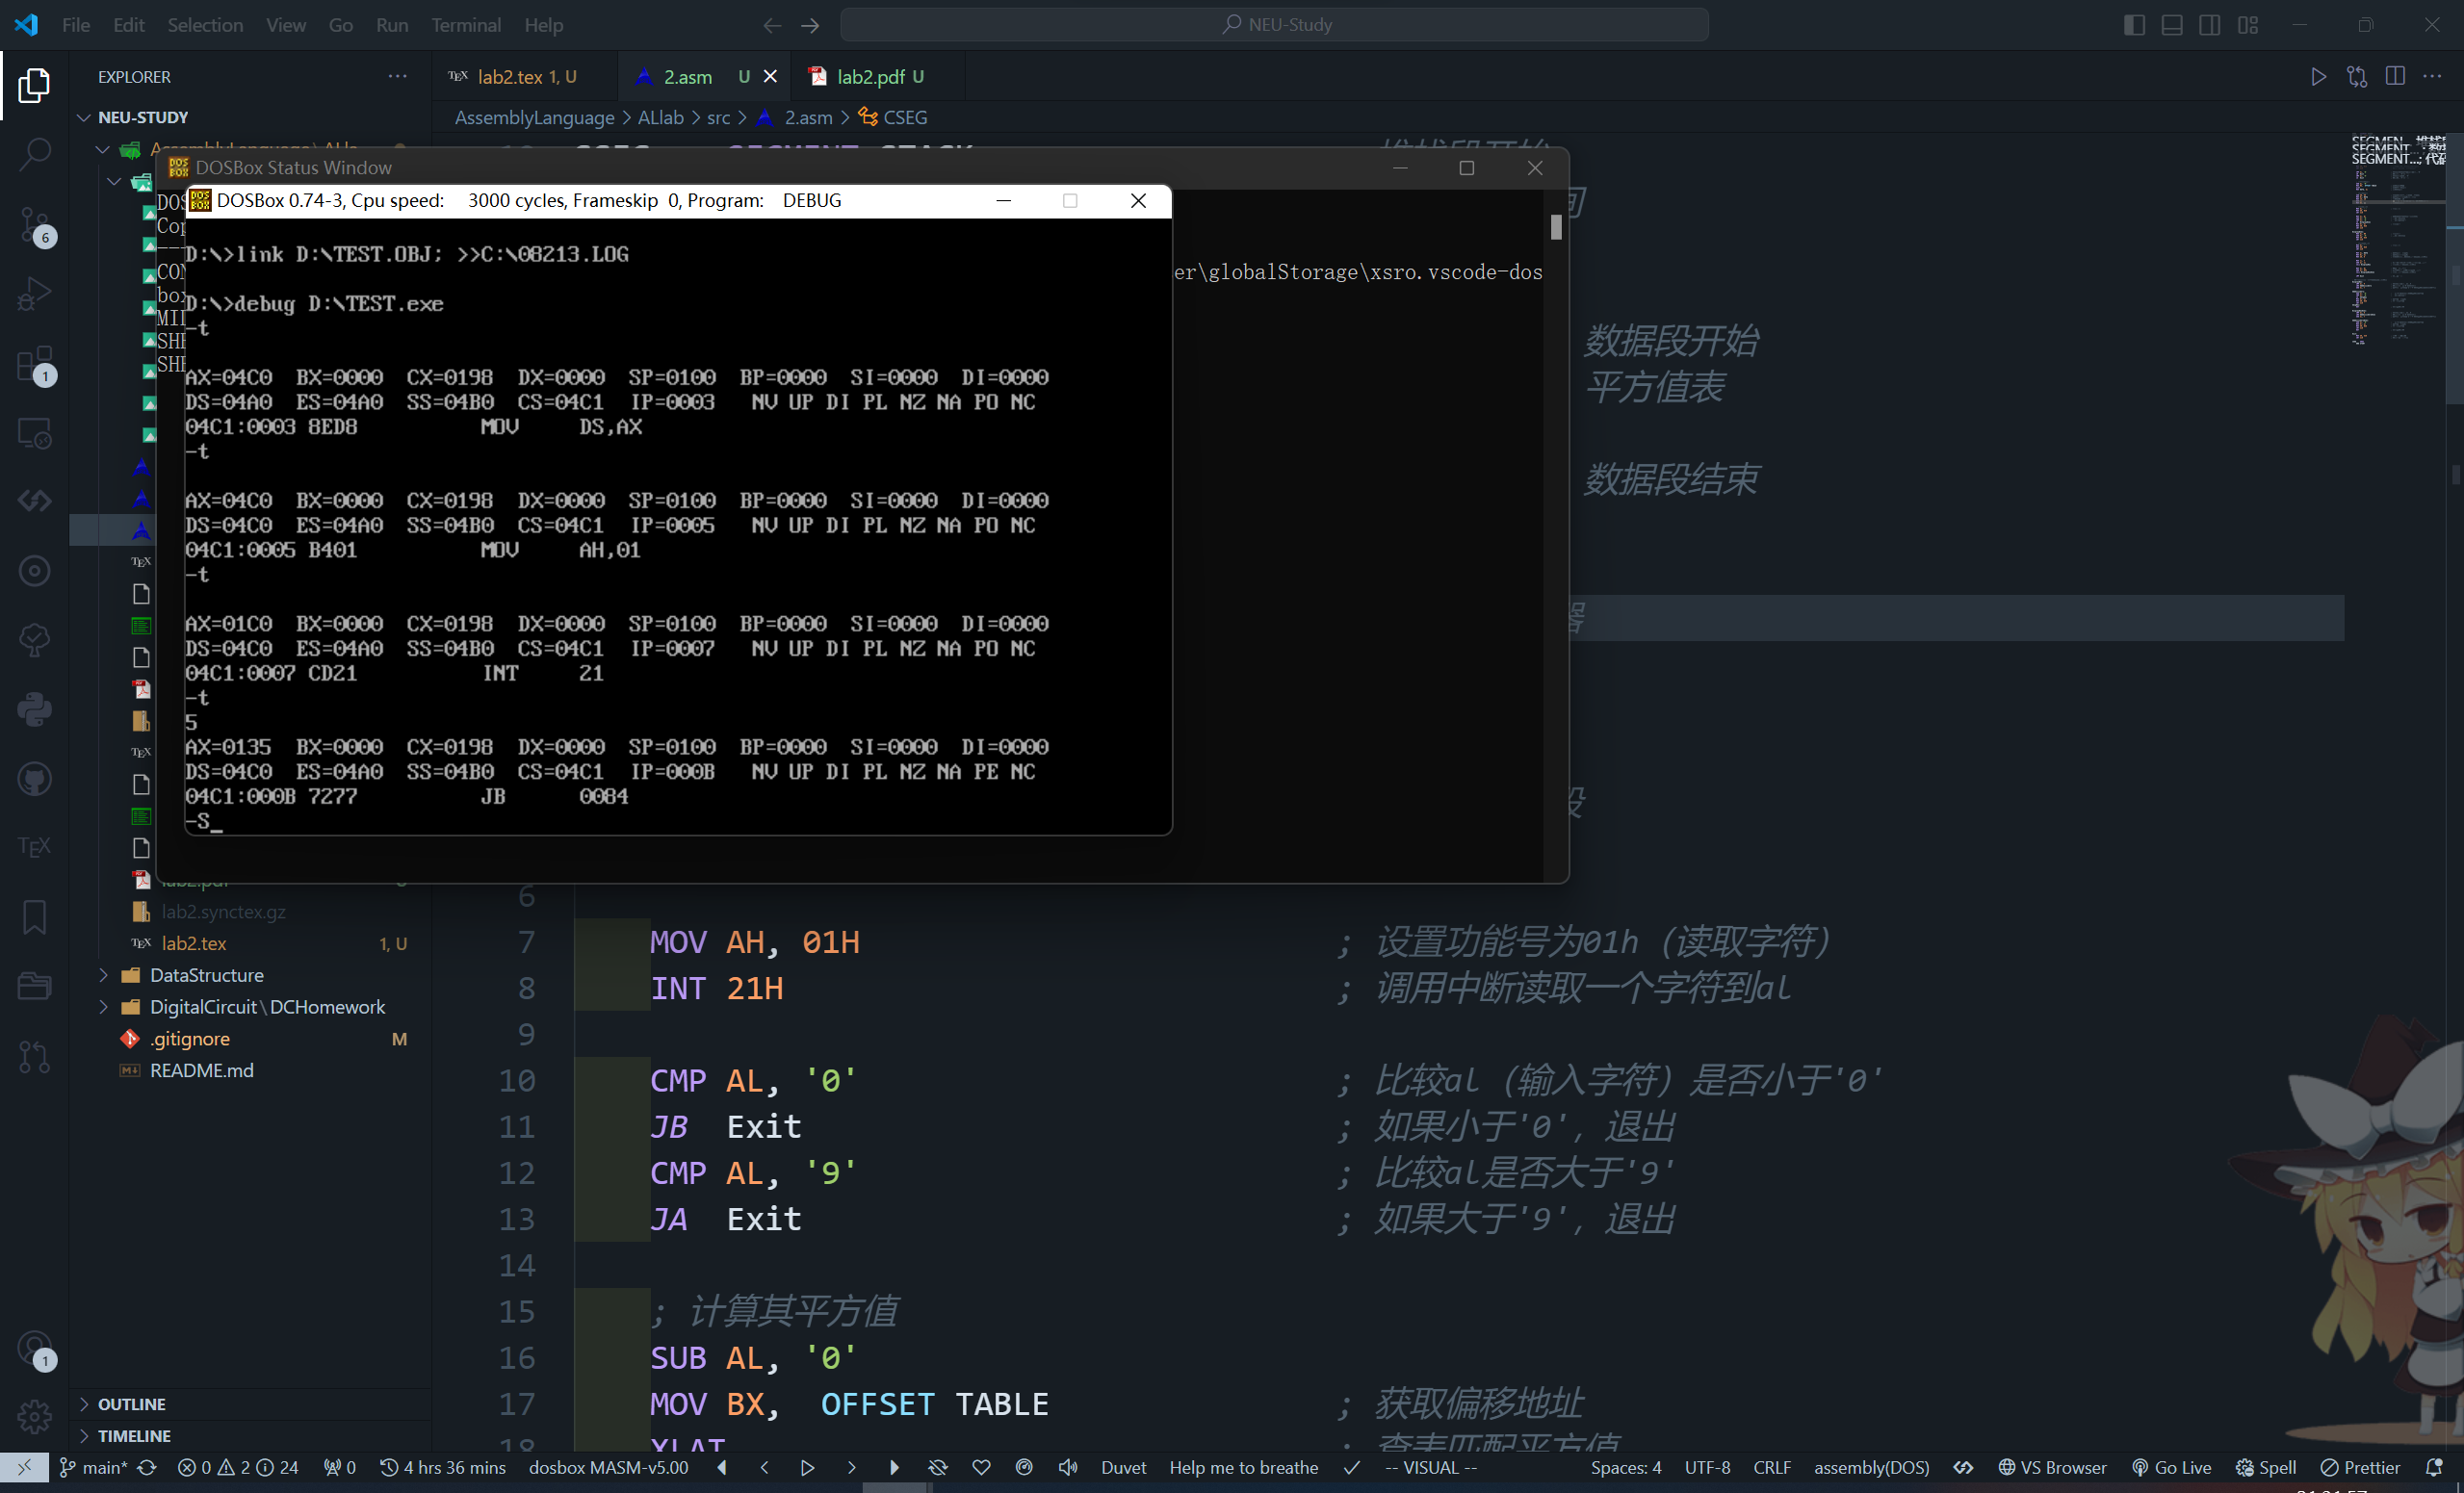 File Edit Selection View Go Run Terminal Help
NEU-Study
EXPLORER
lab2.tex 1, U
2.asm U
lab2.pdf U
NEU-STUDY
AssemblyLanguage > ALlab > src > 2.asm > CSEG
DOSBox Status Window
DOSBox 0.74-3, Cpu speed: 3000 cycles, Frameskip 0, Program: DEBUG
D:\>link D:\TEST.OBJ; >>C:\08213.LOG
er\globalStorage\xsro.vscode-dos
D:\>debug D:\TEST.exe
-t
AX=04C0 BX=0000 CX=0198 DX=0000 SP=0100 BP=0000 SI=0000 DI=0000
DS=04A0 ES=04A0 SS=04B0 CS=04C1 IP=0003 NV UP DI PL NZ NA PO NC
04C1:0003 8ED8 MOV DS,AX
-t
AX=04C0 BX=0000 CX=0198 DX=0000 SP=0100 BP=0000 SI=0000 DI=0000
DS=04C0 ES=04A0 SS=04B0 CS=04C1 IP=0005 NV UP DI PL NZ NA PO NC
04C1:0005 B401 MOV AH,01
-t
AX=01C0 BX=0000 CX=0198 DX=0000 SP=0100 BP=0000 SI=0000 DI=0000
DS=04C0 ES=04A0 SS=04B0 CS=04C1 IP=0007 NV UP DI PL NZ NA PO NC
04C1:0007 CD21 INT 21
-t
5
AX=0135 BX=0000 CX=0198 DX=0000 SP=0100 BP=0000 SI=0000 DI=0000
DS=04C0 ES=04A0 SS=04B0 CS=04C1 IP=000B NV UP DI PL NZ NA PE NC
04C1:000B 7277 JB 0084
-S_
数据段开始
平方值表
数据段结束
器
6
7 MOV AH, 01H ; 设置功能号为01h (读取字符)
8 INT 21H ; 调用中断读取一个字符到al
9
10 CMP AL, '0' ; 比较al (输入字符) 是否小于'0'
11 JB Exit ; 如果小于'0', 退出
12 CMP AL, '9' ; 比较al是否大于'9'
13 JA Exit ; 如果大于'9', 退出
14
15 ; 计算其平方值
16 SUB AL, '0'
17 MOV BX, OFFSET TABLE ; 获取偏移地址
18 XLAT ; 查表匹配平方值
lab2.synctex.gz
lab2.tex 1, U
DataStructure
DigitalCircuit\DCHomework
.gitignore M
README.md
OUTLINE
TIMELINE
main* 0 2 24 0 4 hrs 36 mins dosbox MASM-v5.00 Duvet Help me to breathe -- VISUAL -- Spaces: 4 UTF-8 CRLF assembly(DOS) VS Browser Go Live Spell Prettier